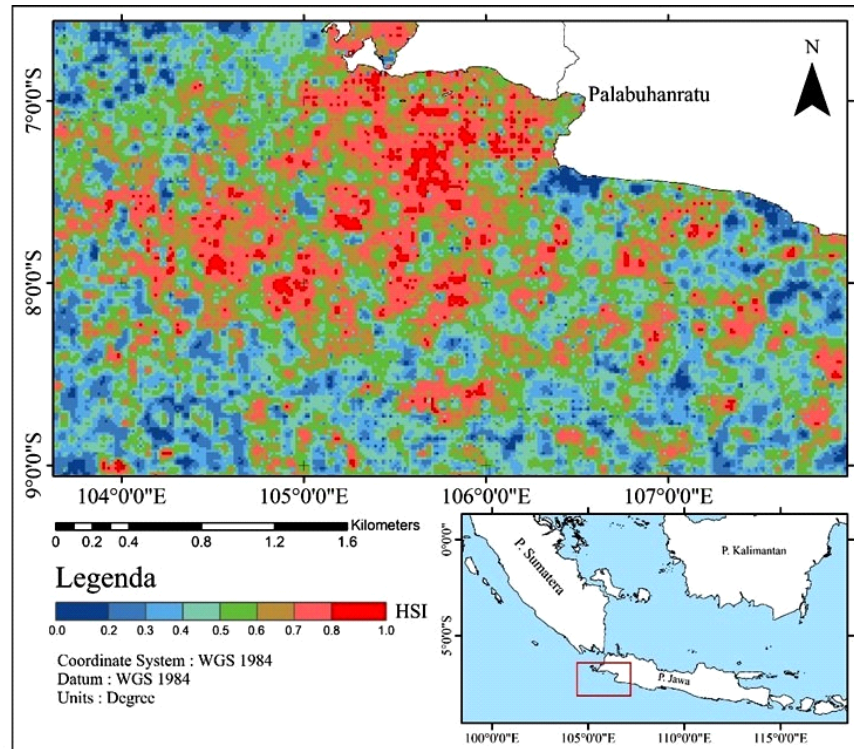 N
Palabuhanratu
7°0'0"S
8°0'0"S
9°0'0"S
104°0'0"E 105°0'0"E 106°0'0"E 107°0'0"E
Kilometers
0 0.2 0.4 0.8 1.2 1.6
Legenda
HSI
0.0 0.2 0.3 0.4 0.5 0.6 0.7 0.8 1.0
Coordinate System : WGS 1984
Datum : WGS 1984
Units : Degree
P. Sumatera
P. Kalimantan
P. Jawa
0°0'0"
5°0'0"S
100°0'0"E 105°0'0"E 110°0'0"E 115°0'0"E